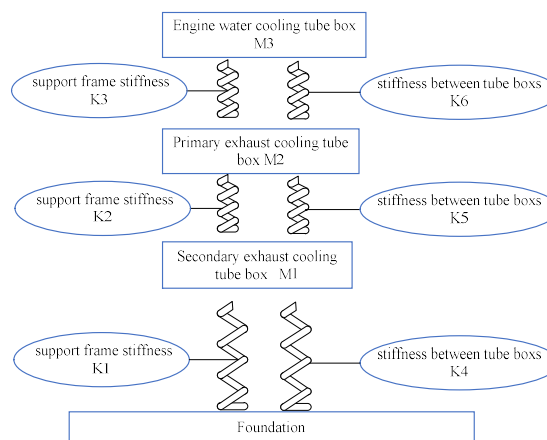 Engine water cooling tube box
M3
support frame stiffness
K3
stiffness between tube boxs
K6
Primary exhaust cooling tube
box M2
support frame stiffness
K2
stiffness between tube boxs
K5
Secondary exhaust cooling
tube box M1
support frame stiffness
K1
stiffness between tube boxs
K4
Foundation